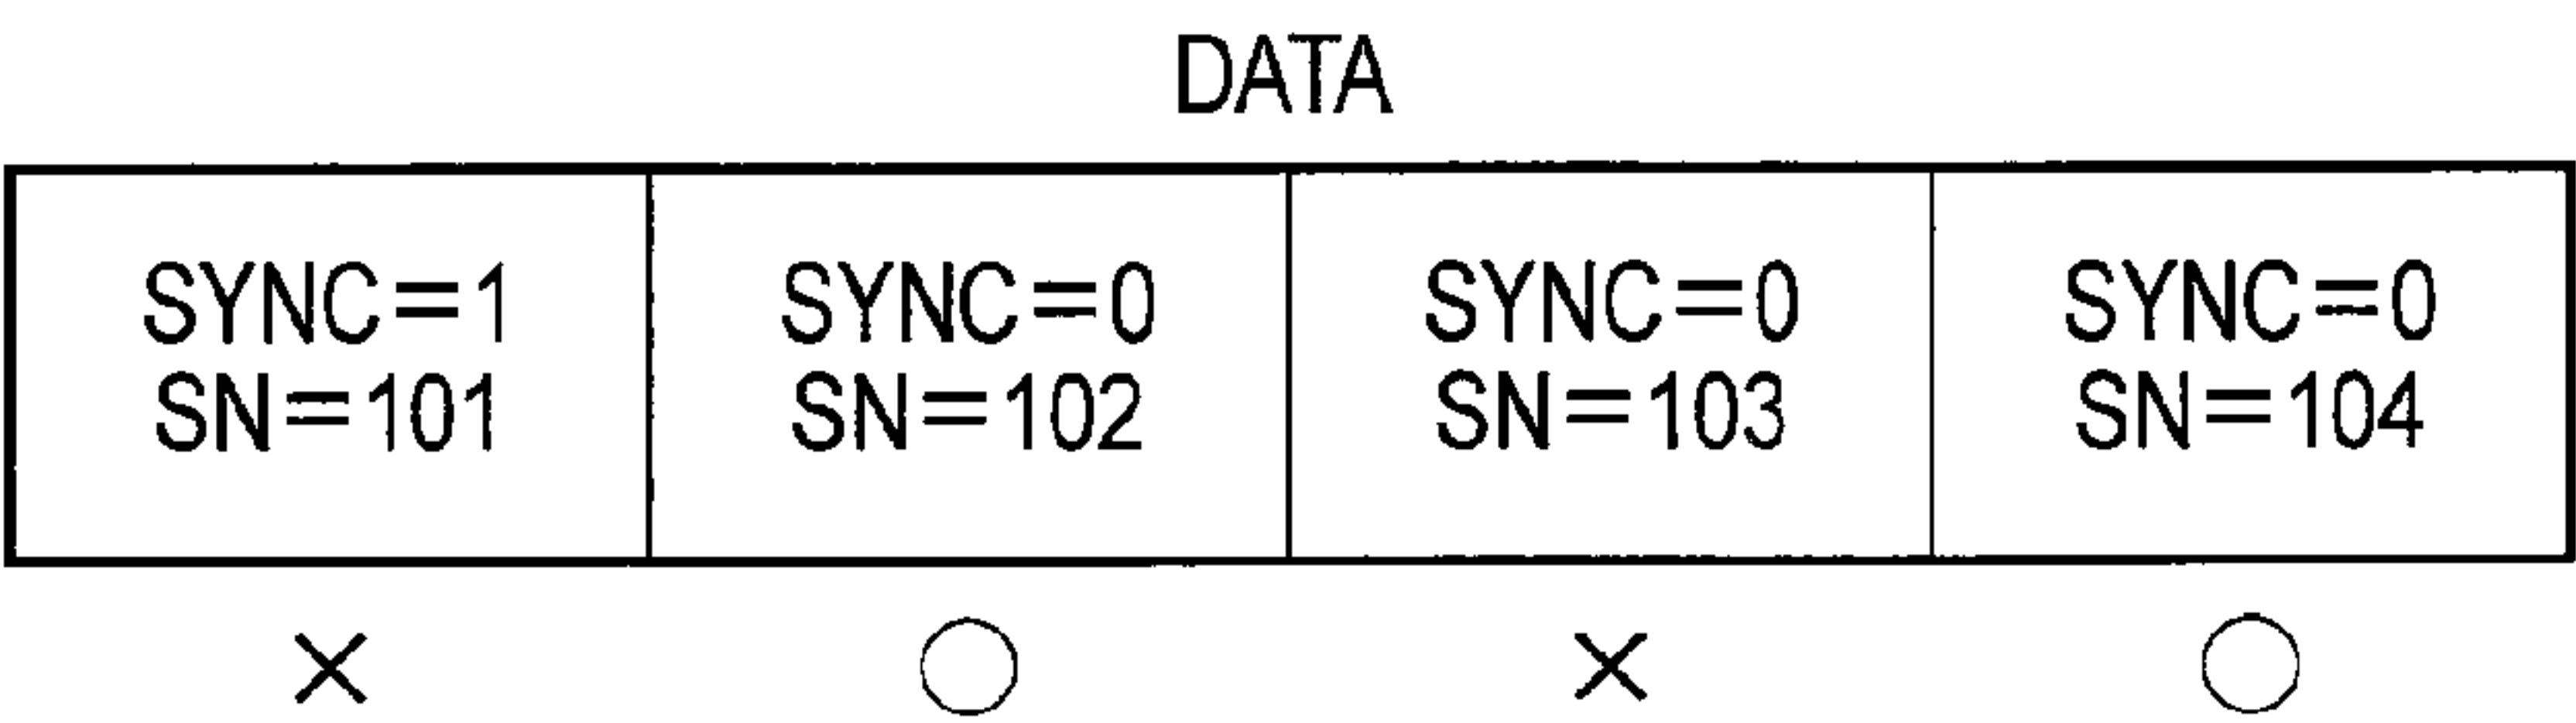 DATA
SYNC=1
SN=101
SYNC=0
SN=102
SYNC=0
SN=103
SYNC=0
SN=104
× ○ × ○